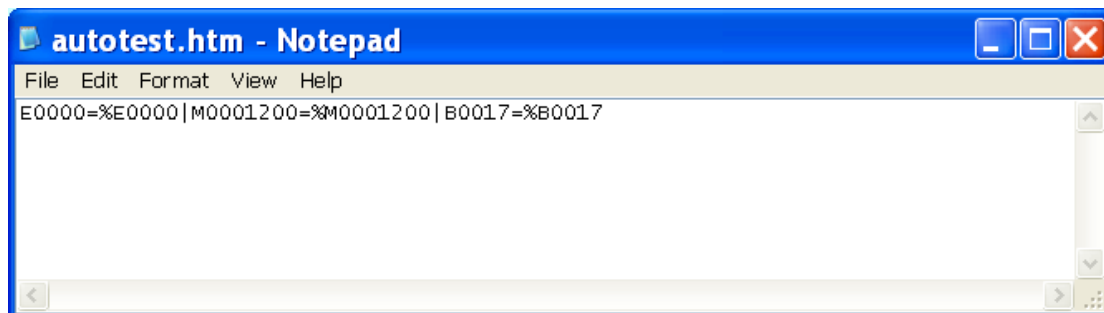 autotest.htm - Notepad
File Edit Format View Help
E0000=%E0000|M0001200=%M0001200|B0017=%B0017